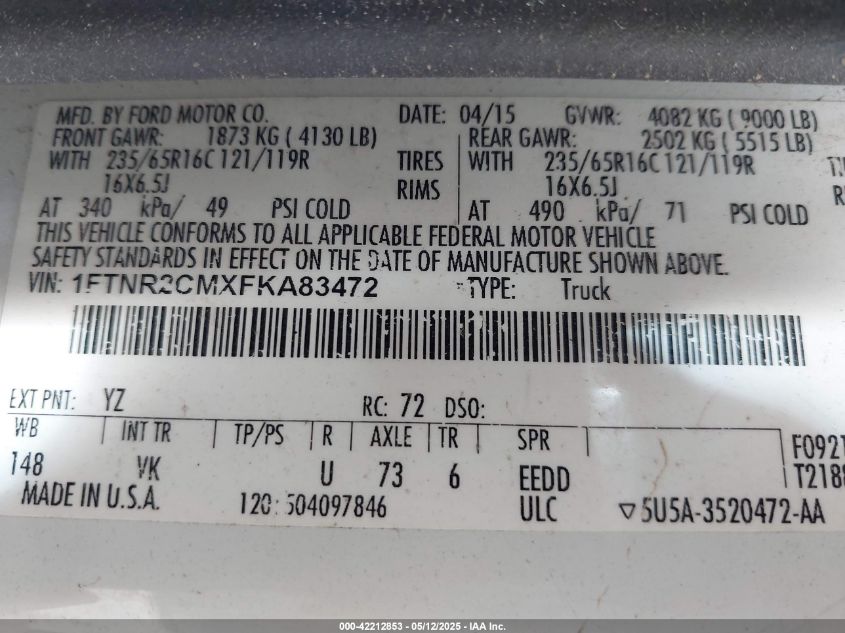 MFD. BY FORD MOTOR CO. DATE: 04/15 GVWR: 4082 KG ( 9000 LB)
FRONT GAWR: 1873 KG ( 4130 LB) REAR GAWR: 2502 KG ( 5515 LB)
WITH 235/65R16C 121/119R TIRES WITH 235/65R16C 121/119R
16X6.5J RIMS 16X6.5J
AT 340 kPa/ 49 PSI COLD AT 490 kPa/ 71 PSI COLD
THIS VEHICLE CONFORMS TO ALL APPLICABLE FEDERAL MOTOR VEHICLE
SAFETY STANDARDS IN EFFECT ON THE DATE OF MANUFACTURE SHOWN ABOVE.
VIN: 1FTNR2CMXFKA83472 TYPE: Truck
EXT PNT: YZ RC: 72 DSO:
WB INT TR TP/PS R AXLE TR SPR
148 VK U 73 6 EEDD
MADE IN U.S.A. 120: 504097846 ULC ▽5U5A-3520472-AA
000-42212853 - 05/12/2025 - IAA Inc.